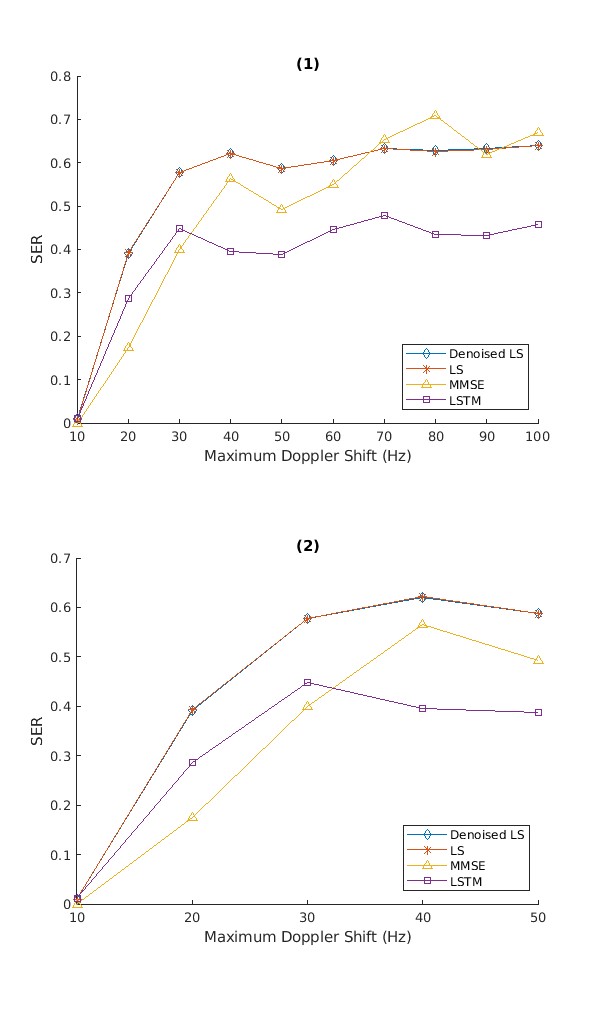 (1)
0.8
0.7
0.6
0.5
0.4
0.3
0.2
0.1
0
SER
Denoised LS
LS
MMSE
LSTM
10 20 30 40 50 60 70 80 90 100
Maximum Doppler Shift (Hz)
(2)
0.7
0.6
0.5
0.4
0.3
0.2
0.1
0
SER
Denoised LS
LS
MMSE
LSTM
10 20 30 40 50
Maximum Doppler Shift (Hz)